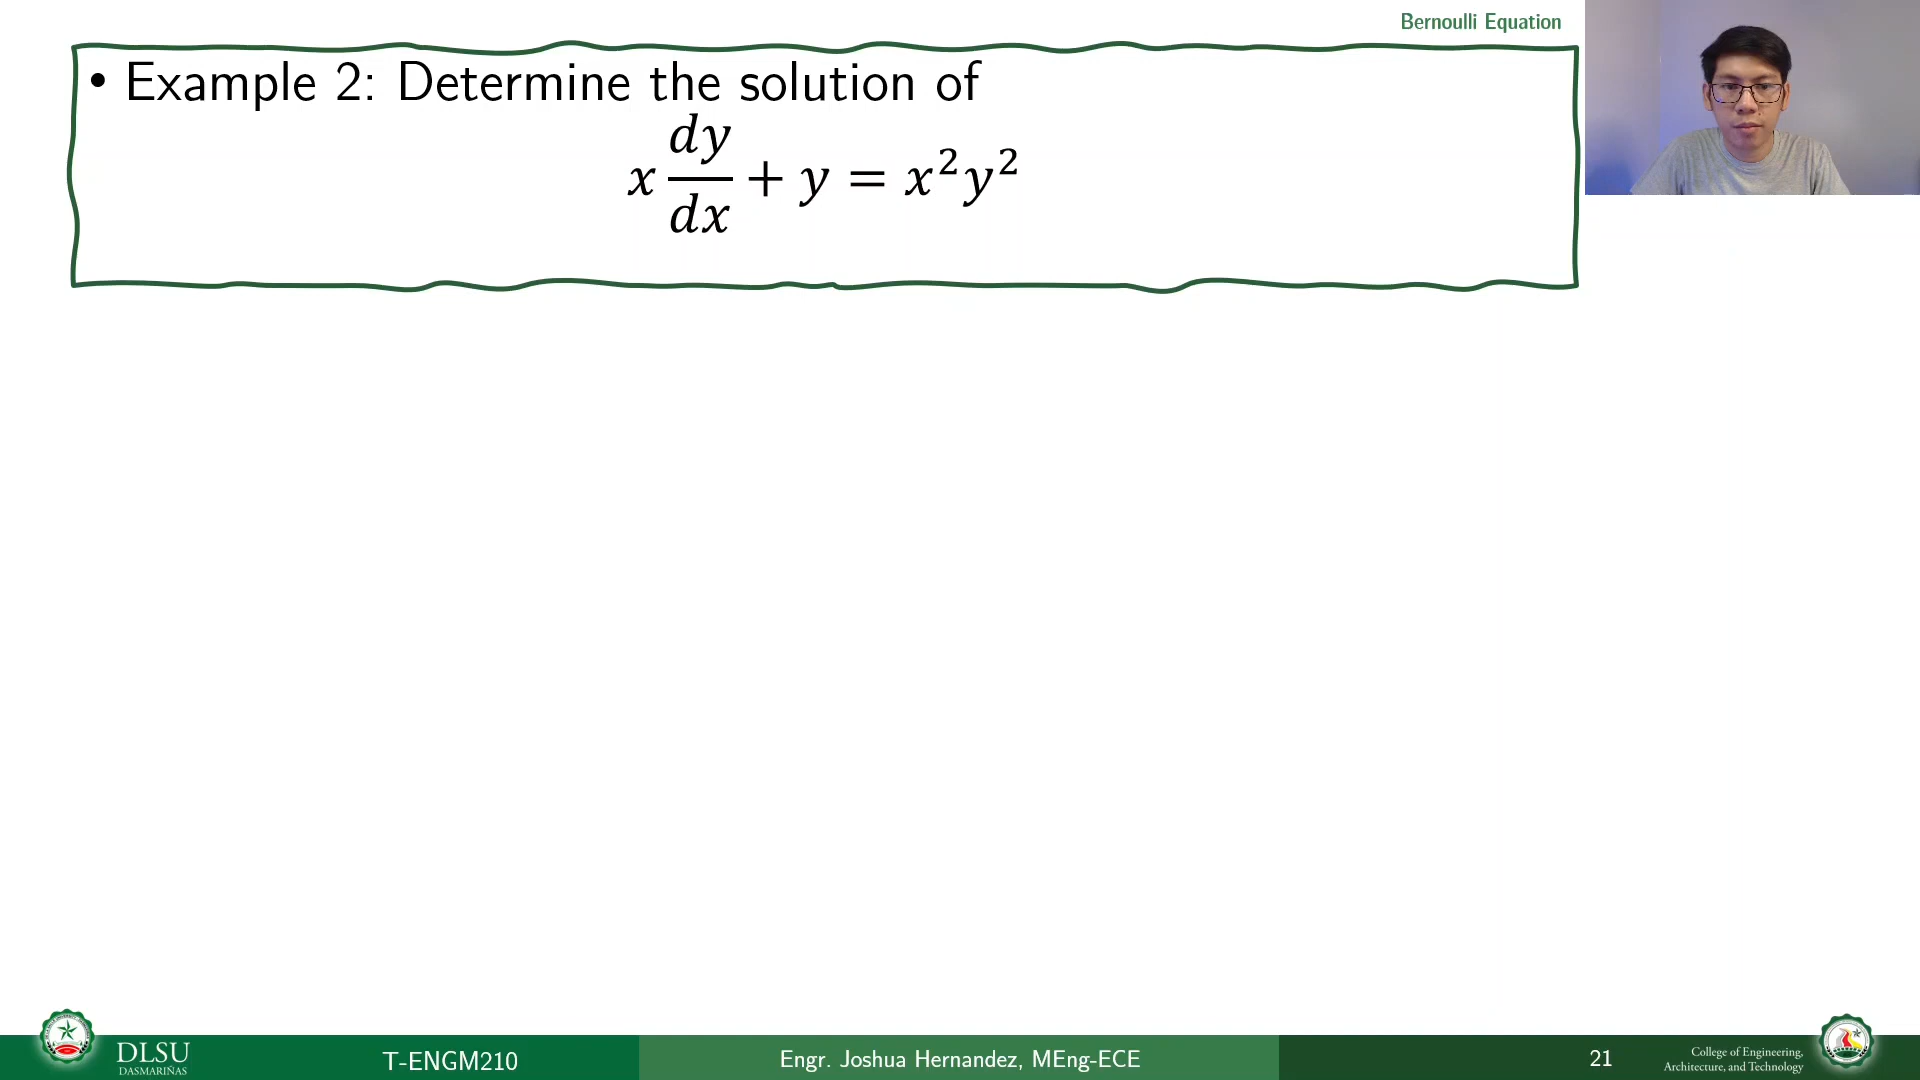 Bernoulli Equation
• Example 2: Determine the solution of
x dy/dx + y = x²y²
DLSU
DASMARIÑAS
T-ENGM210
Engr. Joshua Hernandez, MEng-ECE
21
College of Engineering,
Architecture, and Technology